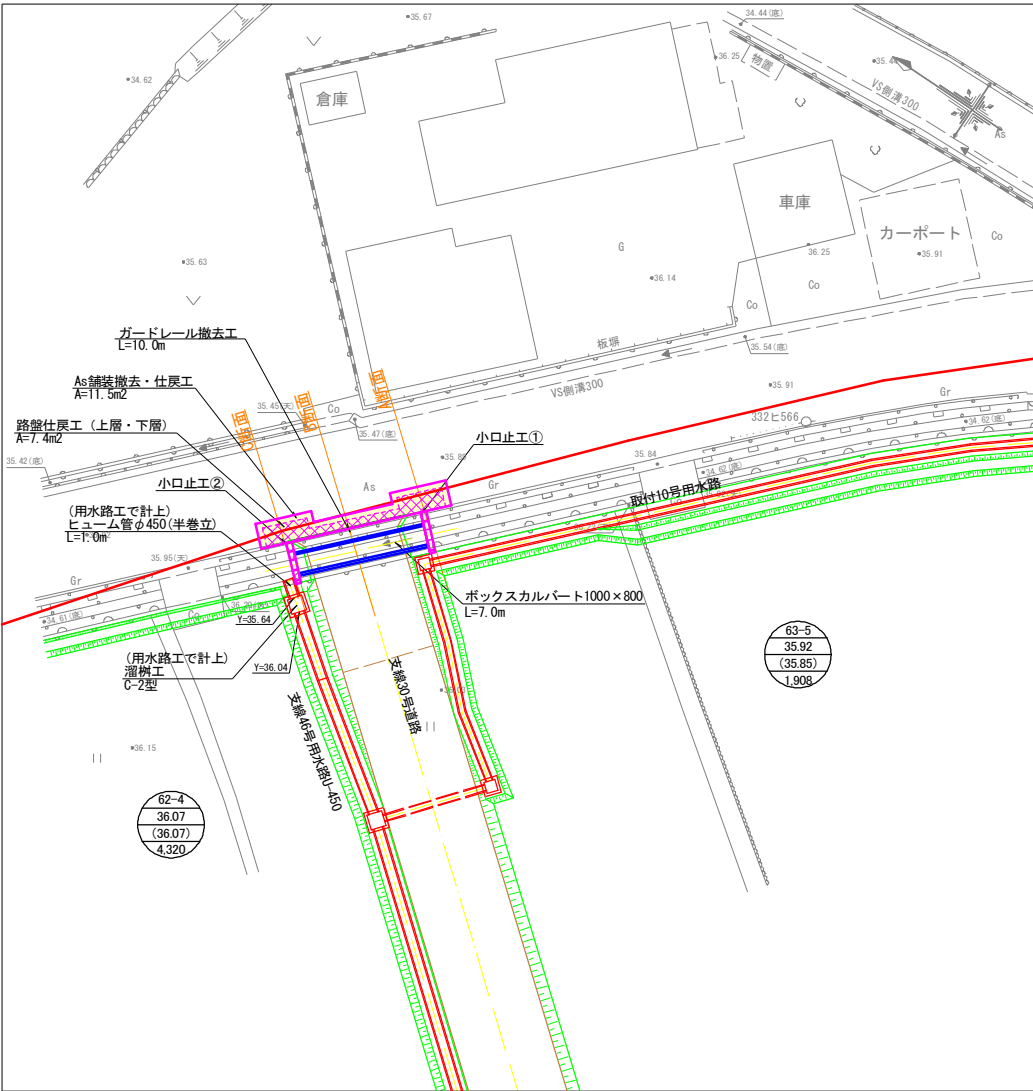 35.67
34.44(底)
36.25
物置
VS側溝300
As
34.62
倉庫
車庫
カーポート
35.91
Co
36.25
Co
G
36.14
35.63
Co
35.54(底)
板塀
VS側溝300
35.91
ガードレール撤去工
L=10.0m
As舗装撤去・仕戻工
A=11.5m2
路盤仕戻工（上層・下層）
A=7.4m2
35.45(天)
Co
35.47(底)
35.42(底)
小口止工①
小口止工②
As
Gr
35.84
332ヒ566
Gr
34.62(底)
34.62(底)
取付10号用水路
(用水路工で計上)
ヒューム管φ450(半巻立)
L=1.0m
35.95(天)
Gr
34.61(底)
Co
Y=35.64
ボックスカルバート1000×800
L=7.0m
(用水路工で計上)
溜桝工
C-2型
Y=36.04
支線30号道路
支線46号用水路U-450
63-5
35.92
(35.85)
1,908
36.15
62-4
36.07
(36.07)
4,320